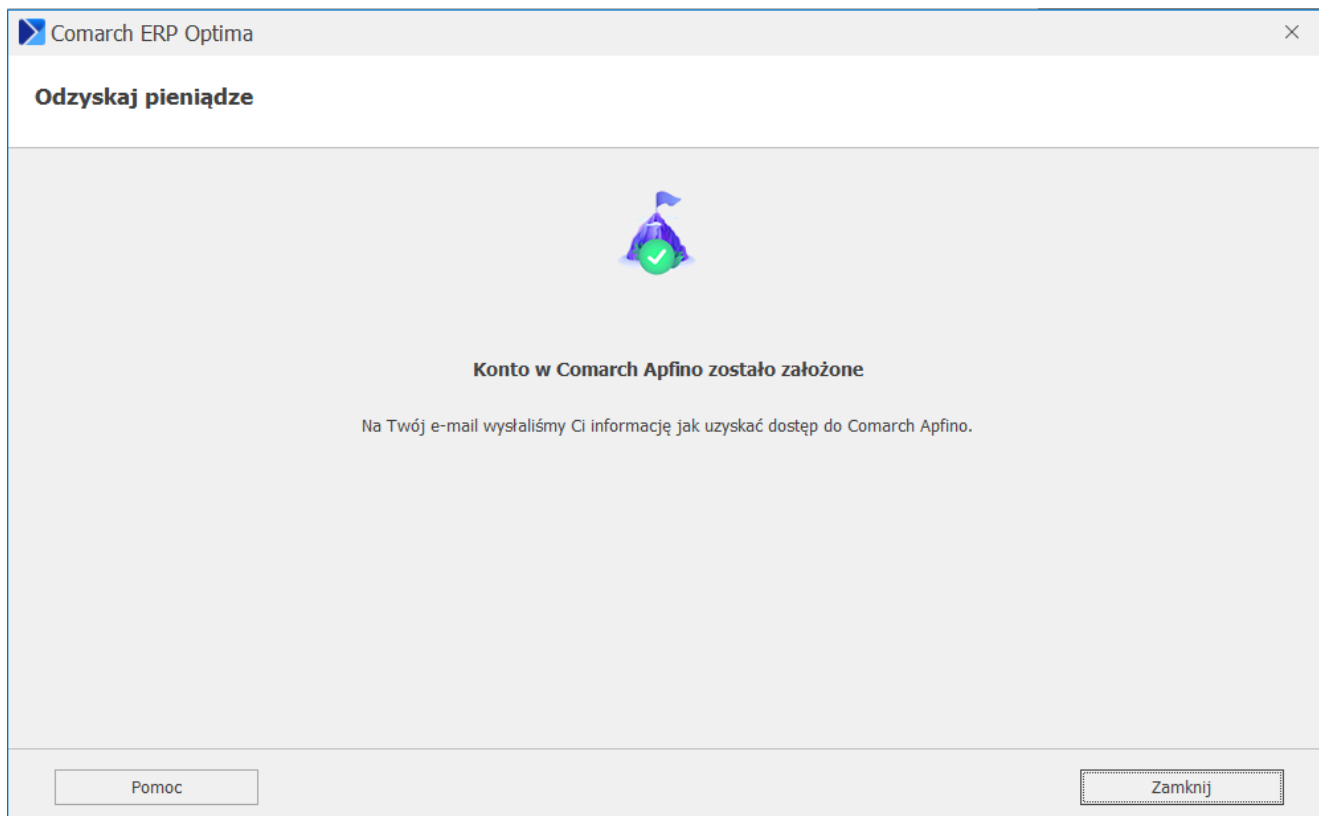 Comarch ERP Optima
Odzyskaj pieniądze
Konto w Comarch Apfino zostało założone
Na Twój e-mail wysłaliśmy Ci informację jak uzyskać dostęp do Comarch Apfino.
Pomoc
Zamknij